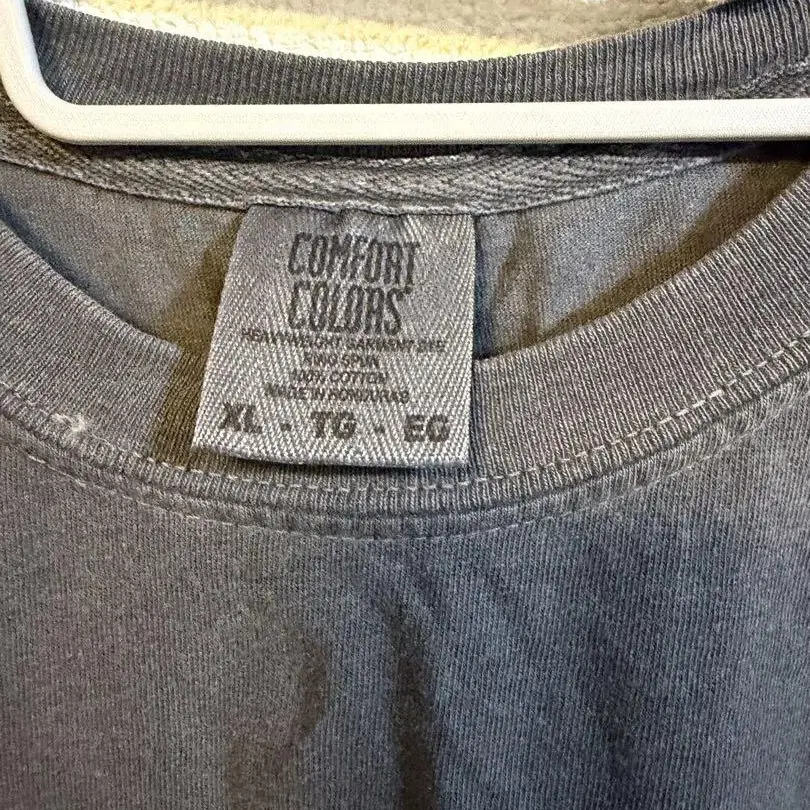 COMFORT
COLORS
HEAVYWEIGHT GARMENT DYE
RING SPUN
100% COTTON
MADE IN HONDURAS
XL - TG - EG